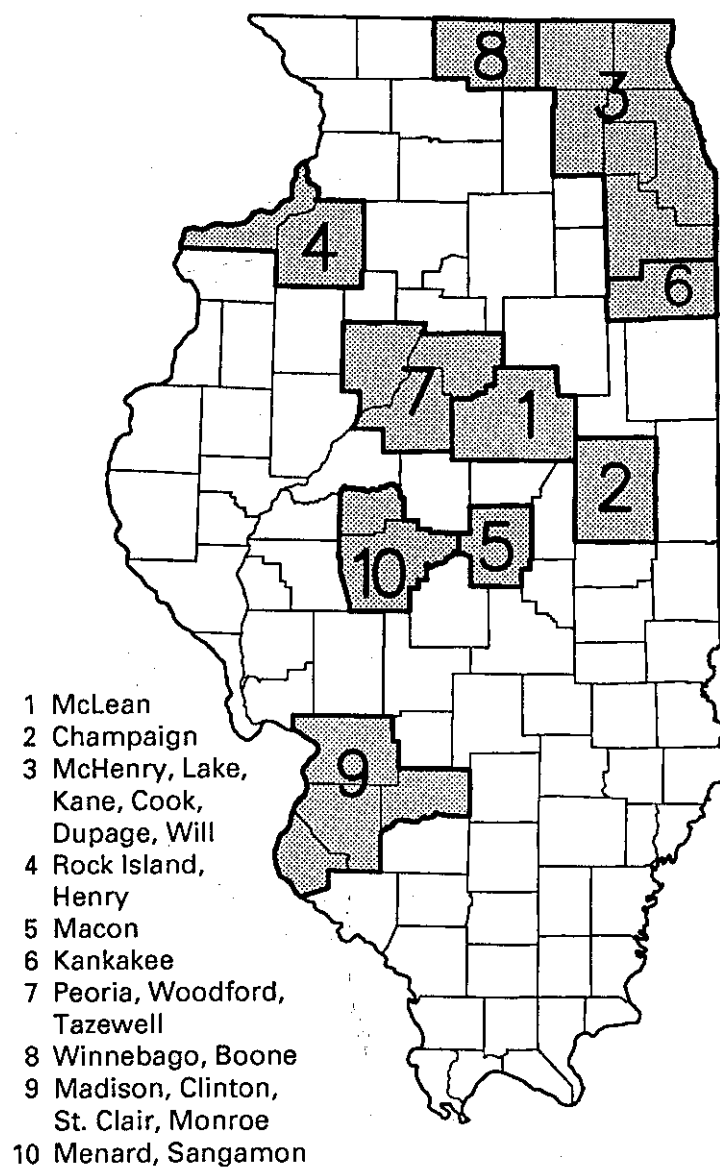 8
3
4
6
7
1
2
5
10
9
1 McLean
2 Champaign
3 McHenry, Lake,
Kane, Cook,
Dupage, Will
4 Rock Island,
Henry
5 Macon
6 Kankakee
7 Peoria, Woodford,
Tazewell
8 Winnebago, Boone
9 Madison, Clinton,
St. Clair, Monroe
10 Menard, Sangamon